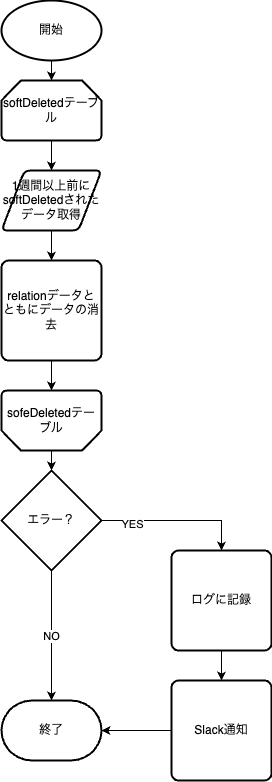 開始
softDeletedテーブ
ル
1週間以上前に
softDeletedされた
データ取得
relationデータと
ともにデータの消
去
sofeDeletedテー
ブル
エラー？
YES
ログに記録
NO
終了
Slack通知